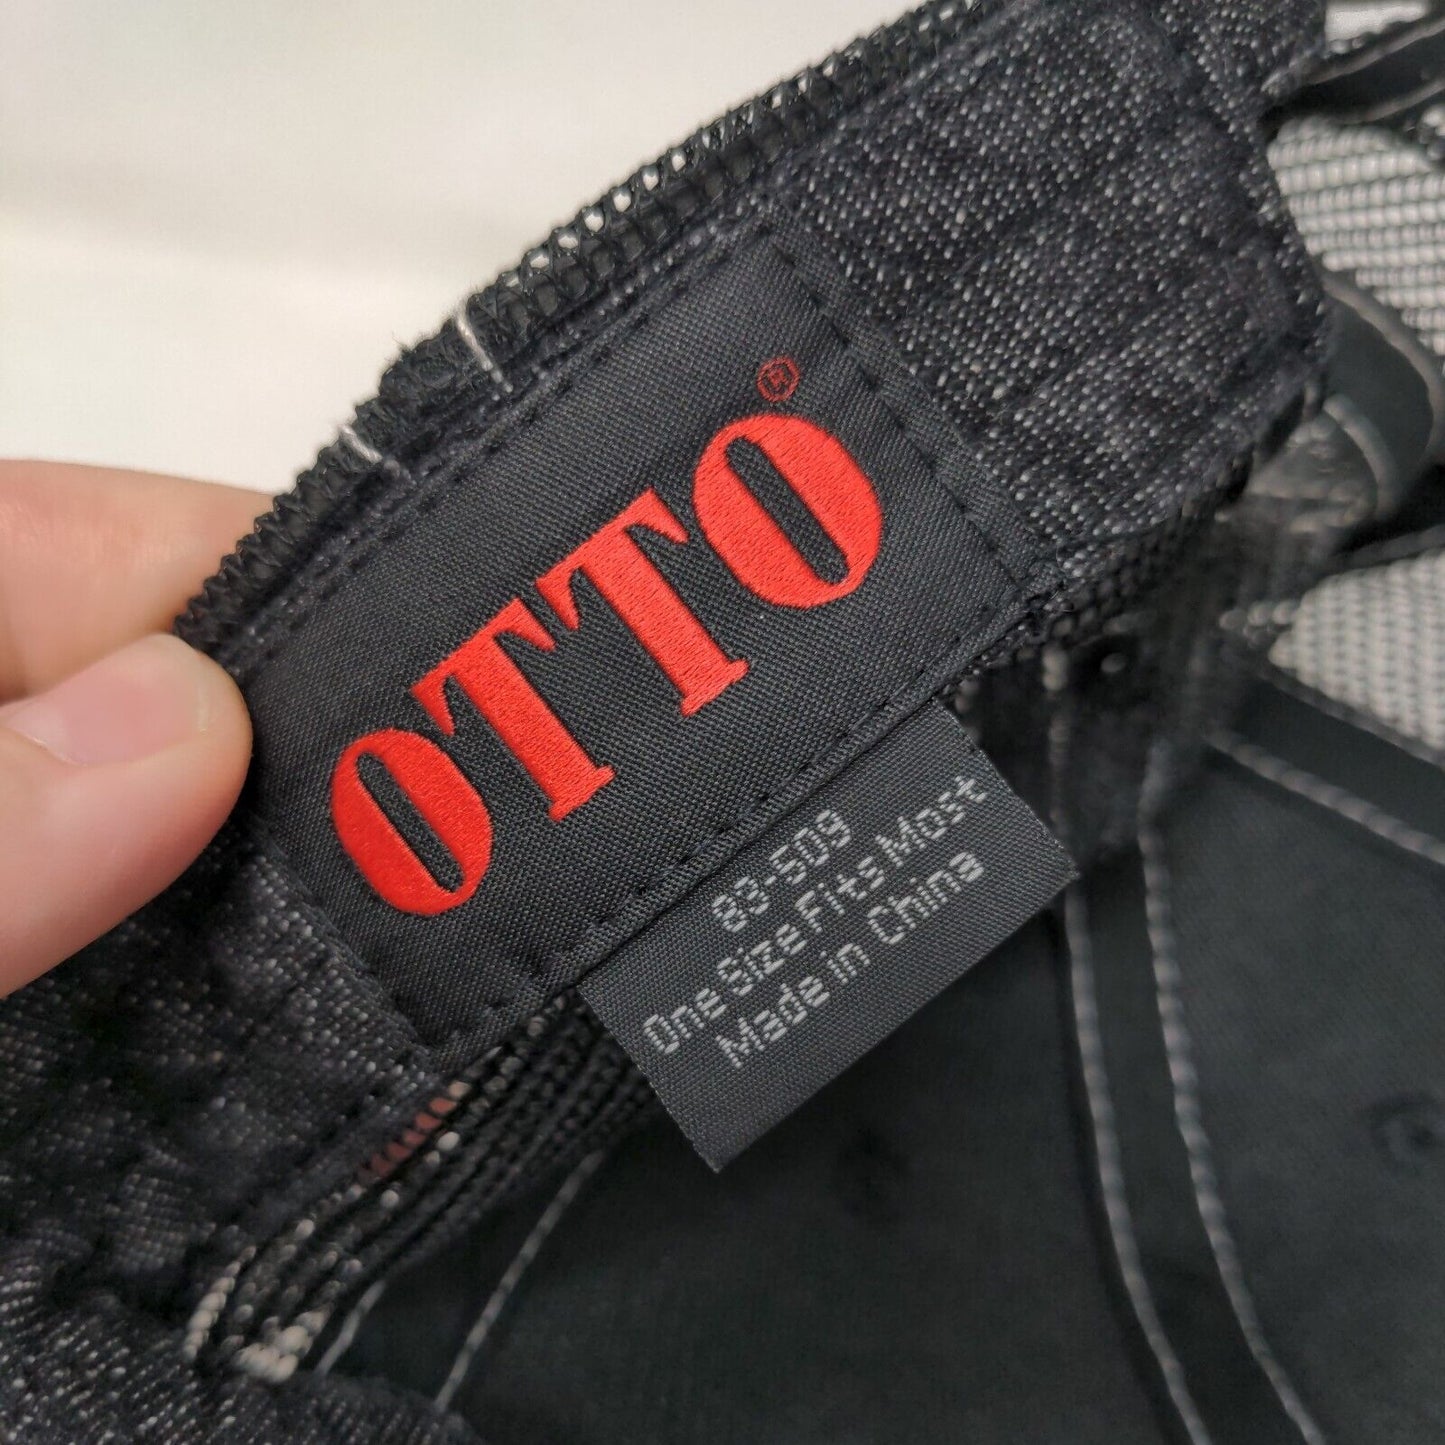 OTTO®
83-509
One Size Fits Most
Made in China